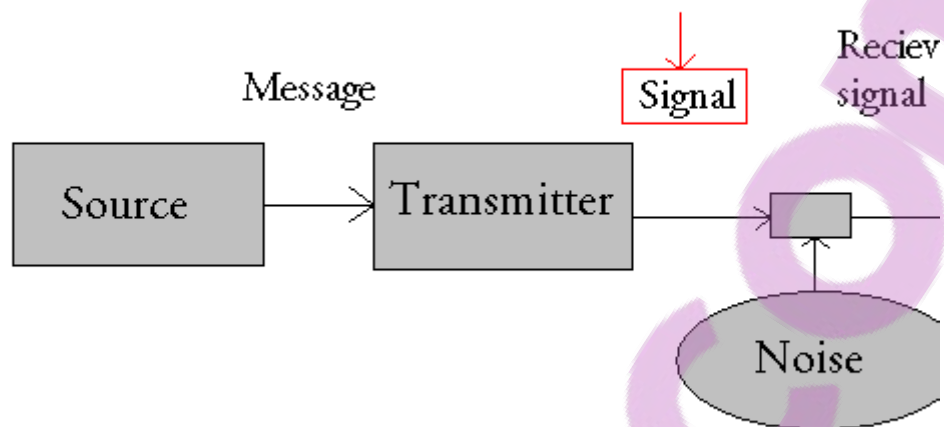 Message
Signal
Reciev
signal
Source
Transmitter
Noise